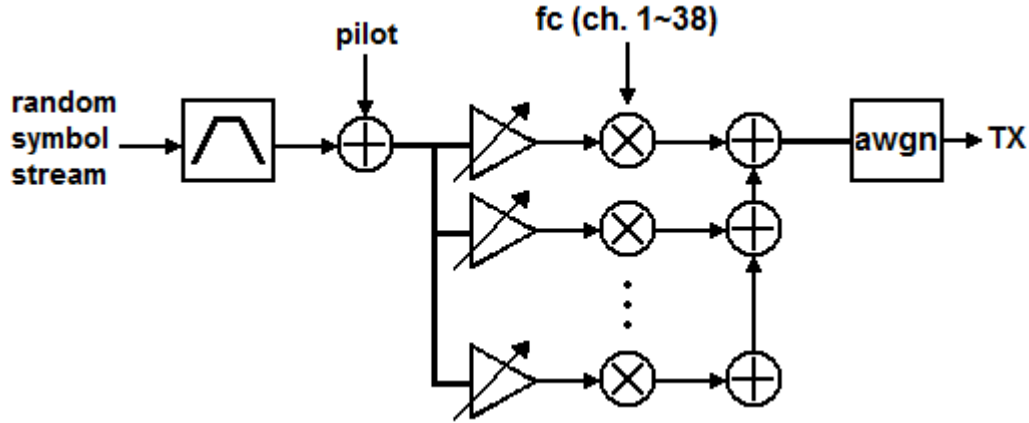 fc (ch. 1~38)
pilot
random
symbol
stream
awgn
TX